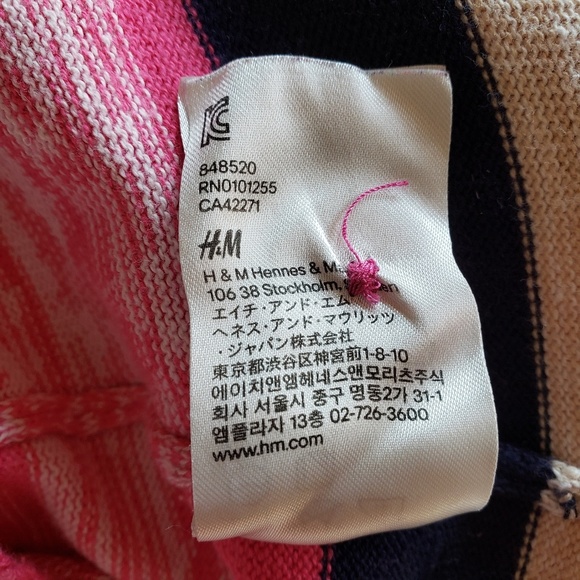 848520
RN0101255
CA42271
H&M
H & M Hennes &
106 38 Stockholm,
エイチ・アンド・エム
ヘネス・アンド・マウリッツ
・ジャパン株式会社
東京都渋谷区神宮前1-8-10
에이치앤엠헤네스앤모리츠주식
회사 서울시 중구 명동2가 31-1
엠플라자 13층 02-726-3600
www.hm.com